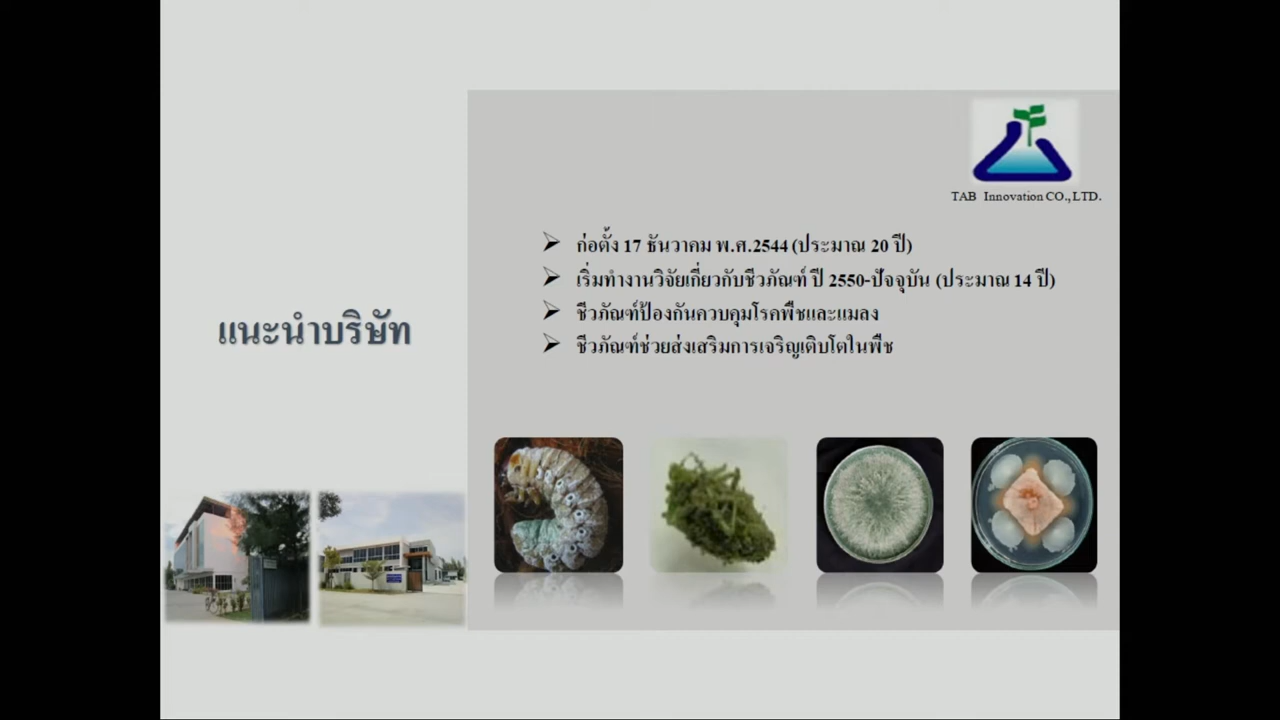 TAB Innovation CO.,LTD.
ก่อตั้ง 17 ธันวาคม พ.ศ.2544 (ประมาณ 20 ปี)
เริ่มทำงานวิจัยเกี่ยวกับชีวภัณฑ์ ปี 2550-ปัจจุบัน (ประมาณ 14 ปี)
ชีวภัณฑ์ป้องกันควบคุมโรคพืชและแมลง
ชีวภัณฑ์ช่วยส่งเสริมการเจริญเติบโตในพืช
แนะนำบริษัท